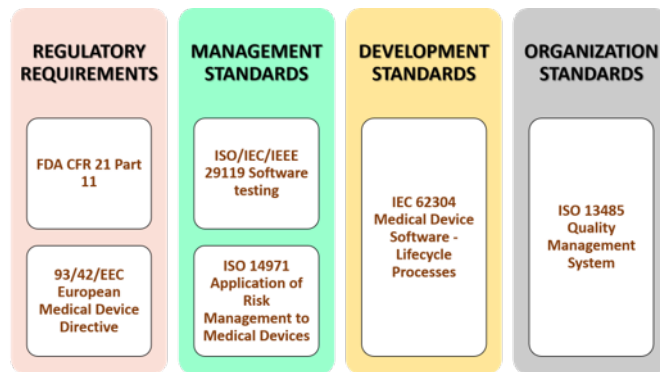 REGULATORY
REQUIREMENTS
FDA CFR 21 Part
11
93/42/EEC
European
Medical Device
Directive
MANAGEMENT
STANDARDS
ISO/IEC/IEEE
29119 Software
testing
ISO 14971
Application of
Risk
Management to
Medical Devices
DEVELOPMENT
STANDARDS
IEC 62304
Medical Device
Software -
Lifecycle
Processes
ORGANIZATION
STANDARDS
ISO 13485
Quality
Management
System